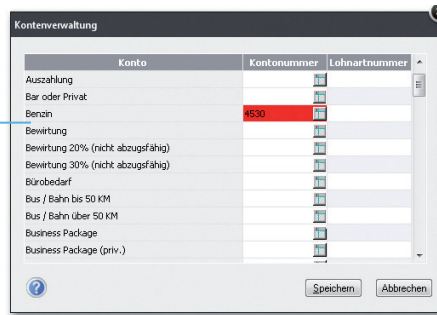 Kontenverwaltung
Konto Kontonummer Lohnartnummer
Auszahlung
Bar oder Privat
Benzin 4530
Bewirtung
Bewirtung 20% (nicht abzugsfähig)
Bewirtung 30% (nicht abzugsfähig)
Bürobedarf
Bus / Bahn bis 50 KM
Bus / Bahn über 50 KM
Business Package
Business Package (priv.)
Speichern Abbrechen